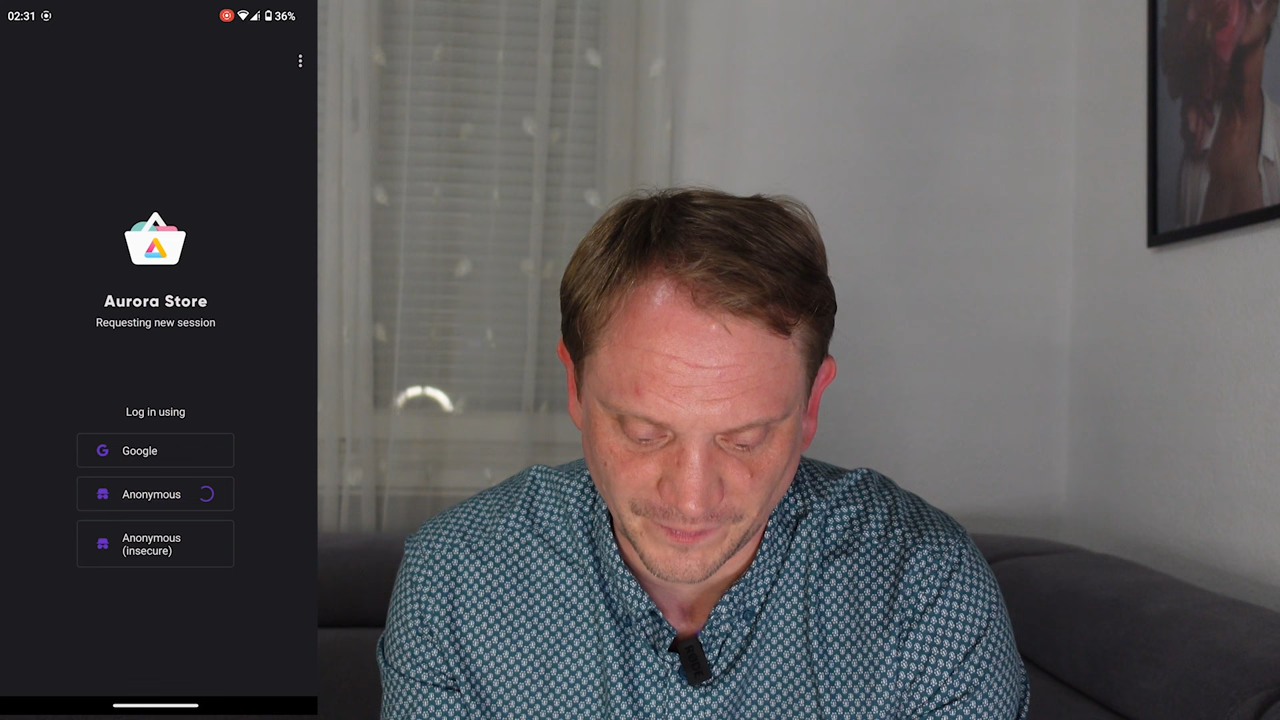 02:31
36%
Aurora Store
Requesting new session
Log in using
Google
Anonymous
Anonymous
(insecure)